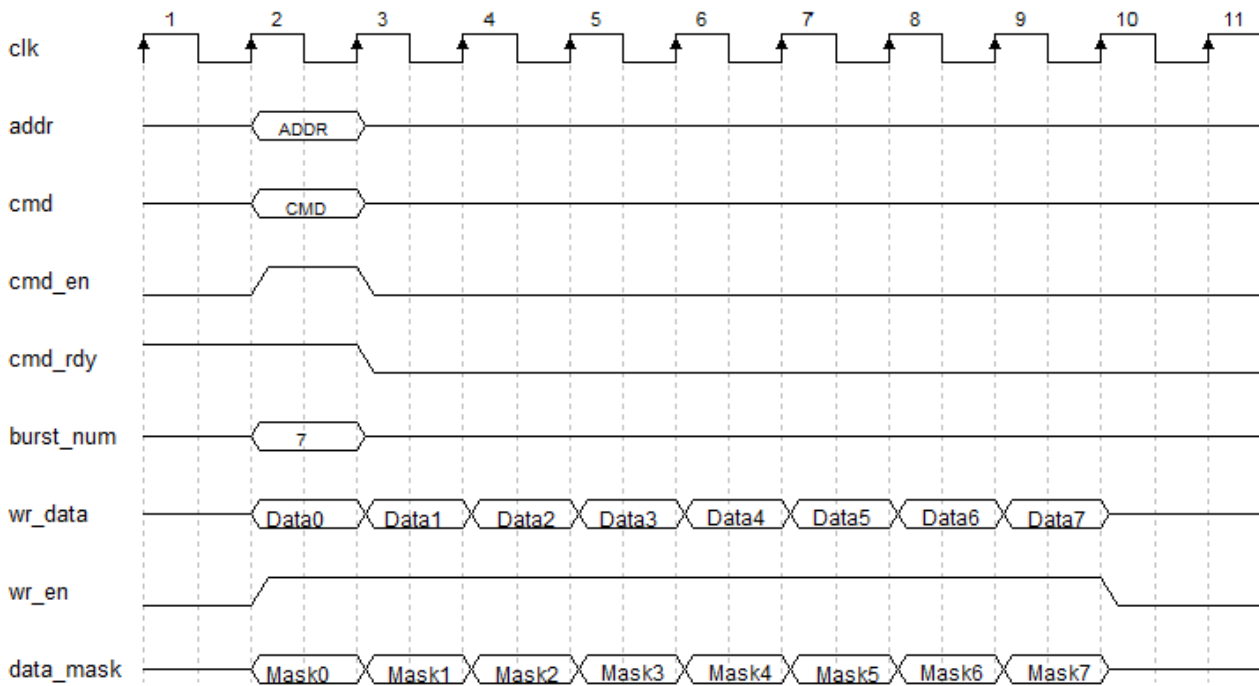 1 2 3 4 5 6 7 8 9 10 11
clk
addr ADDR
cmd CMD
cmd_en
cmd_rdy
burst_num 7
wr_data Data0 Data1 Data2 Data3 Data4 Data5 Data6 Data7
wr_en
data_mask Mask0 Mask1 Mask2 Mask3 Mask4 Mask5 Mask6 Mask7